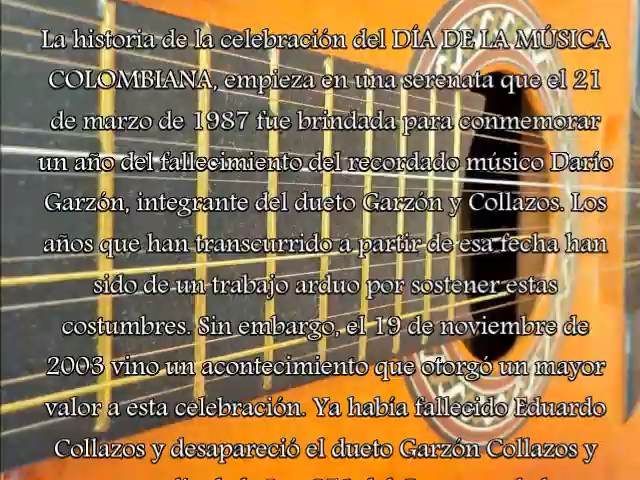 La historia de la celebración del DÍA DE LA MÚSICA
COLOMBIANA, empieza en una serenata que el 21
de marzo de 1987 fue brindada para conmemorar
un año del fallecimiento del recordado músico Darío
Garzón, integrante del dueto Garzón y Collazos. Los
años que han transcurrido a partir de esa fecha han
sido de un trabajo arduo por sostener estas
costumbres. Sin embargo, el 19 de noviembre de
2003 vino un acontecimiento que otorgó un mayor
valor a esta celebración. Ya había fallecido Eduardo
Collazos y desapareció el dueto Garzón Collazos y